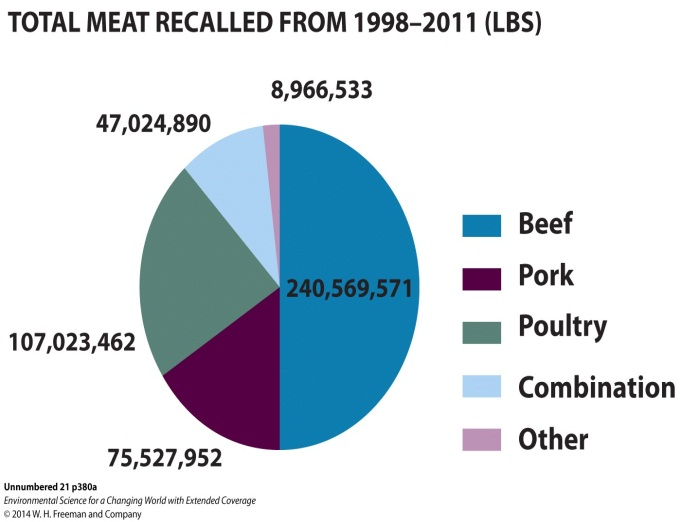 TOTAL MEAT RECALLED FROM 1998–2011 (LBS)
8,966,533
47,024,890
240,569,571
107,023,462
75,527,952
Beef
Pork
Poultry
Combination
Other
Unnumbered 21 p380a
Environmental Science for a Changing World with Extended Coverage
© 2014 W. H. Freeman and Company